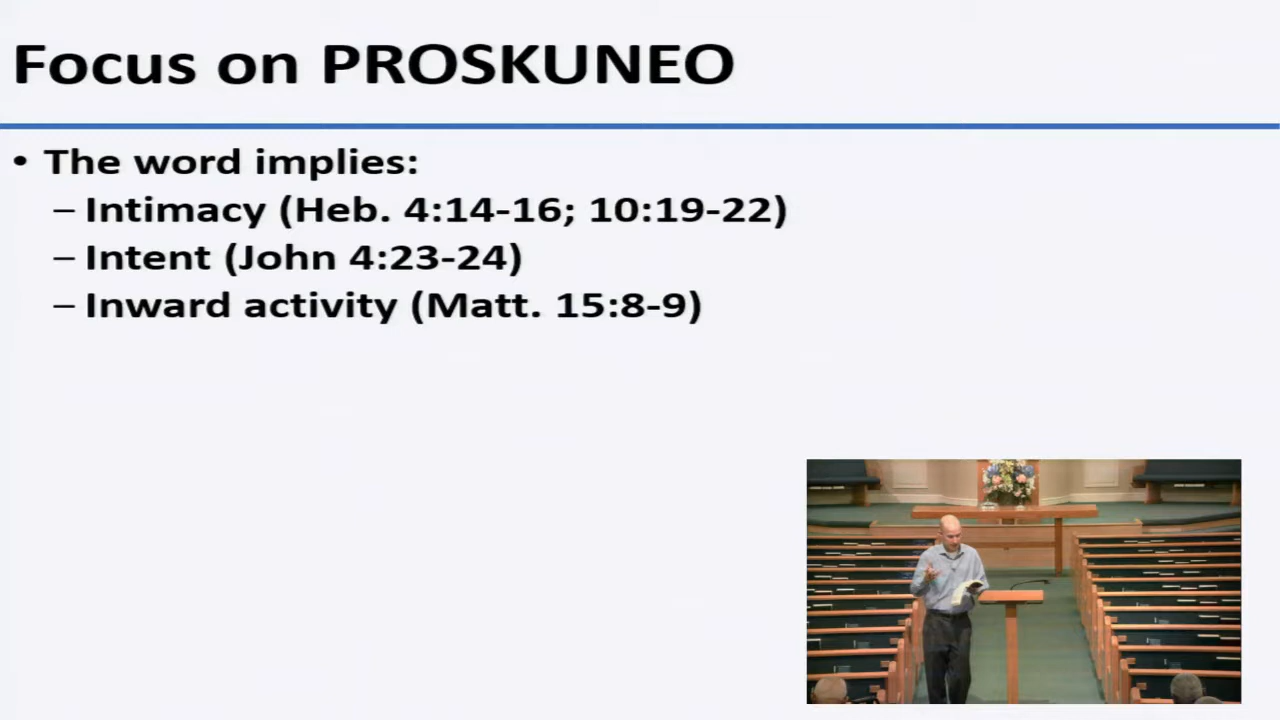 Focus on PROSKUNEO
• The word implies:
– Intimacy (Heb. 4:14-16; 10:19-22)
– Intent (John 4:23-24)
– Inward activity (Matt. 15:8-9)